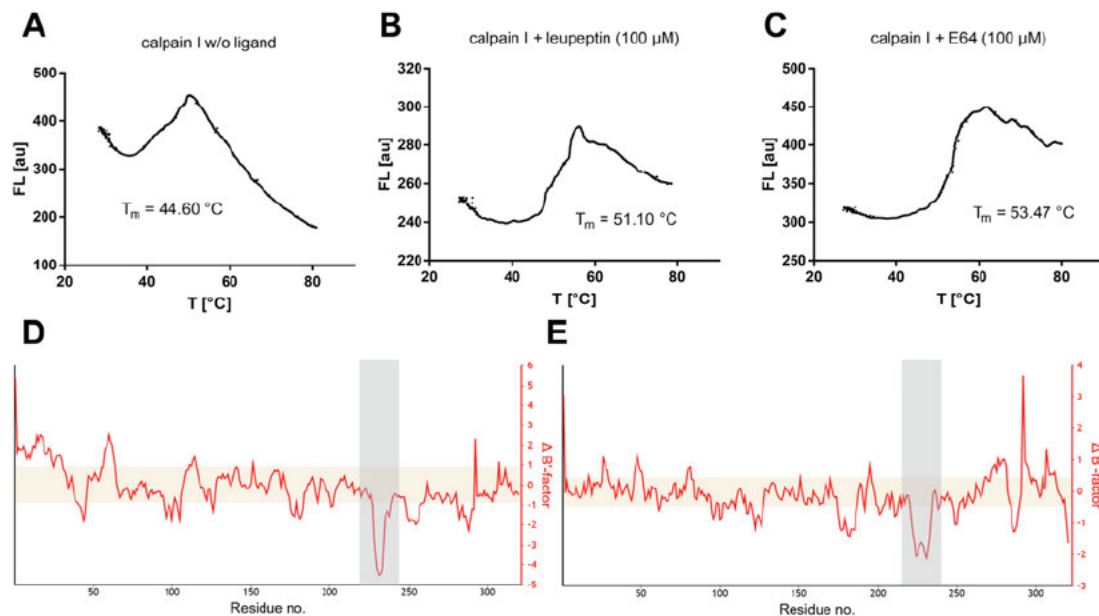 A
calpain I w/o ligand
500
400
300
200
100
FL [au]
Tm = 44.60 °C
20 40 60 80
T [°C]
B
calpain I + leupeptin (100 µM)
320
300
280
260
240
220
FL [au]
Tm = 51.10 °C
20 40 60 80
T [°C]
C
calpain I + E64 (100 µM)
500
450
400
350
300
250
FL [au]
Tm = 53.47 °C
20 40 60 80
T [°C]
D
6
5
4
3
2
1
0
-1
-2
-3
-4
-5
Δ B'-factor
50 100 150 200 250 300
Residue no.
E
4
3
2
1
0
-1
-2
-3
Δ B'-factor
50 100 150 200 250 300
Residue no.